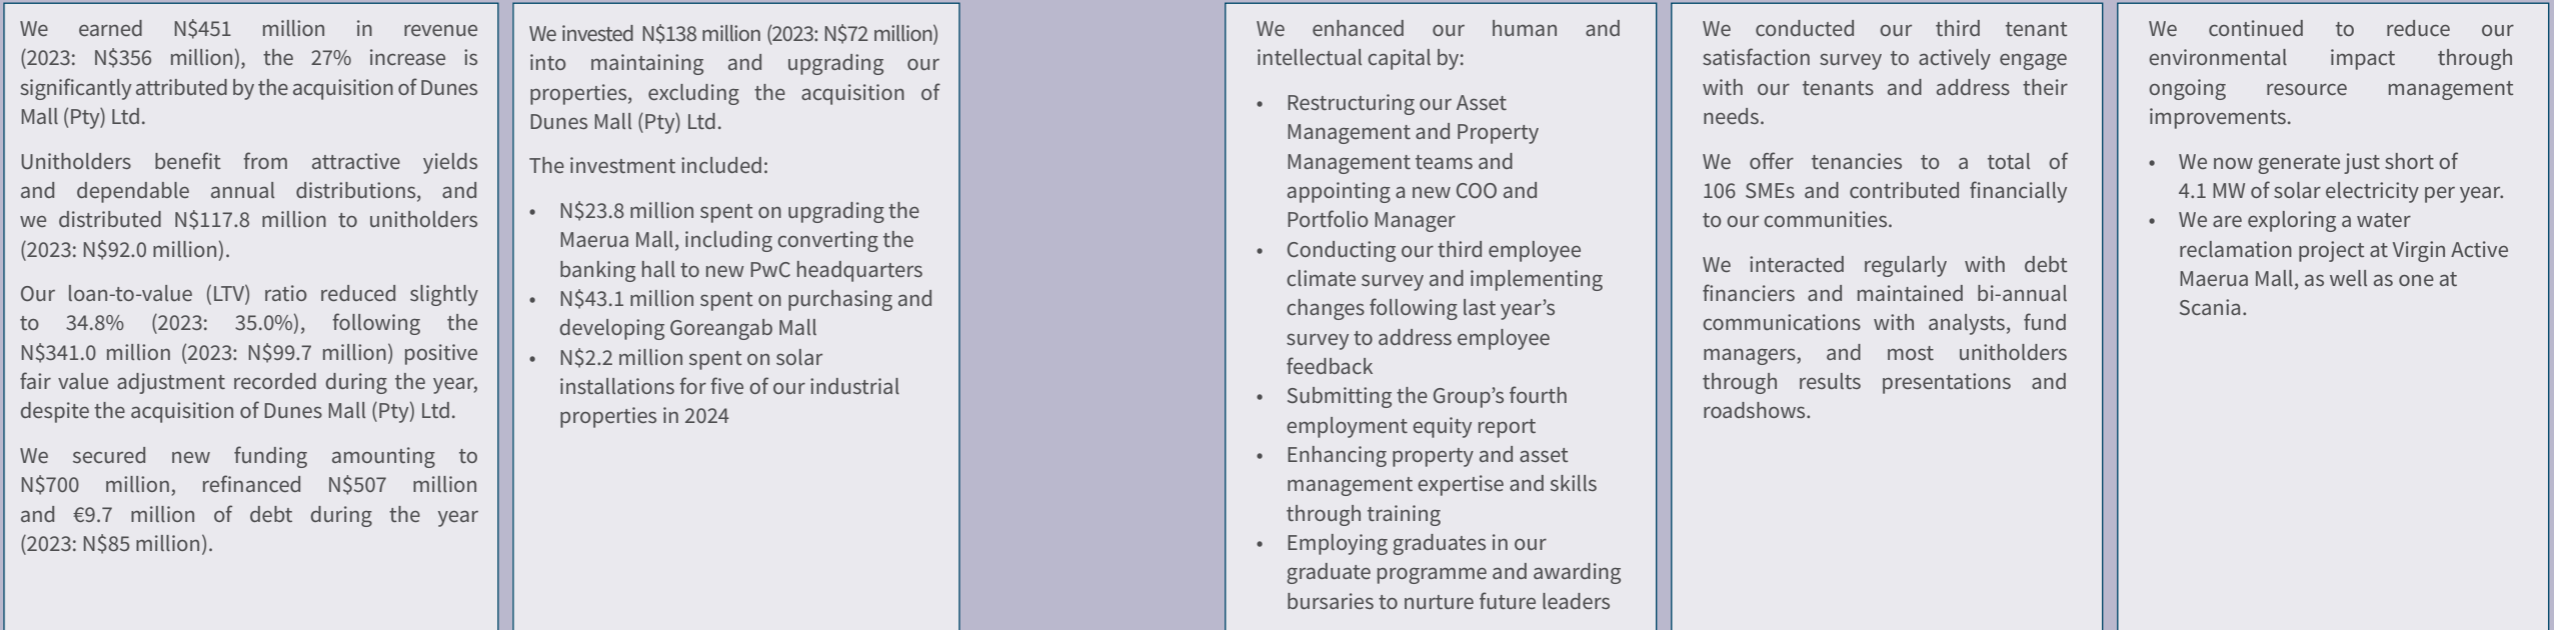 We earned N$451 million in revenue
(2023: N$356 million), the 27% increase is
significantly attributed by the acquisition of Dunes
Mall (Pty) Ltd.
Unitholders benefit from attractive yields
and dependable annual distributions, and
we distributed N$117.8 million to unitholders
(2023: N$92.0 million).
Our loan-to-value (LTV) ratio reduced slightly
to 34.8% (2023: 35.0%), following the
N$341.0 million (2023: N$99.7 million) positive
fair value adjustment recorded during the year,
despite the acquisition of Dunes Mall (Pty) Ltd.
We secured new funding amounting to
N$700 million, refinanced N$507 million
and €9.7 million of debt during the year
(2023: N$85 million).
We invested N$138 million (2023: N$72 million)
into maintaining and upgrading our
properties, excluding the acquisition of
Dunes Mall (Pty) Ltd.
The investment included:
• N$23.8 million spent on upgrading the
Maerua Mall, including converting the
banking hall to new PwC headquarters
• N$43.1 million spent on purchasing and
developing Goreangab Mall
• N$2.2 million spent on solar
installations for five of our industrial
properties in 2024
We enhanced our human and
intellectual capital by:
• Restructuring our Asset
Management and Property
Management teams and
appointing a new COO and
Portfolio Manager
• Conducting our third employee
climate survey and implementing
changes following last year's
survey to address employee
feedback
• Submitting the Group's fourth
employment equity report
• Enhancing property and asset
management expertise and skills
through training
• Employing graduates in our
graduate programme and awarding
bursaries to nurture future leaders
We conducted our third tenant
satisfaction survey to actively engage
with our tenants and address their
needs.
We offer tenancies to a total of
106 SMEs and contributed financially
to our communities.
We interacted regularly with debt
financiers and maintained bi-annual
communications with analysts, fund
managers, and most unitholders
through results presentations and
roadshows.
We continued to reduce our
environmental impact through
ongoing resource management
improvements.
• We now generate just short of
4.1 MW of solar electricity per year.
• We are exploring a water
reclamation project at Virgin Active
Maerua Mall, as well as one at
Scania.